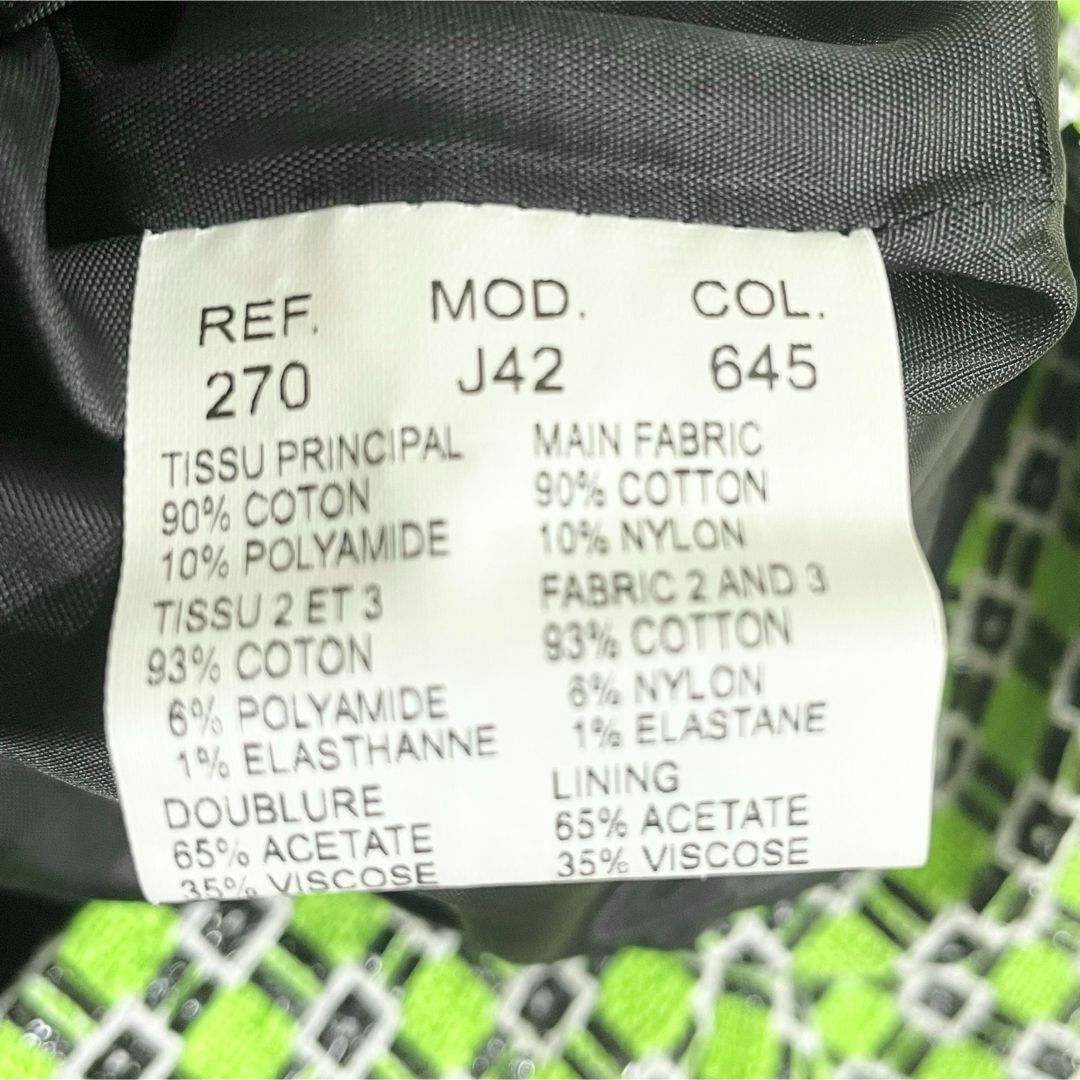 REF. MOD. COL.
270 J42 645
TISSU PRINCIPAL
90% COTON
10% POLYAMIDE
TISSU 2 ET 3
93% COTON
6% POLYAMIDE
1% ELASTHANNE
DOUBLURE
65% ACETATE
35% VISCOSE
MAIN FABRIC
90% COTTON
10% NYLON
FABRIC 2 AND 3
93% COTTON
6% NYLON
1% ELASTANE
LINING
65% ACETATE
35% VISCOSE